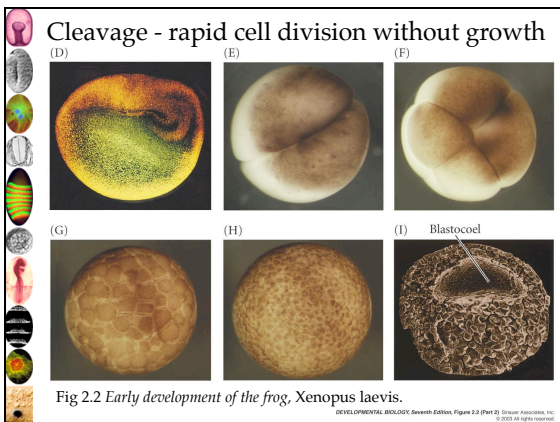 Cleavage - rapid cell division without growth
(D)
(E)
(F)
(G)
(H)
(I)
Blastocoel
Fig 2.2 Early development of the frog, Xenopus laevis.
DEVELOPMENTAL BIOLOGY, Seventh Edition, Figure 2.2 (Part 2) Sinauer Associates, Inc.
© 2003 All rights reserved.